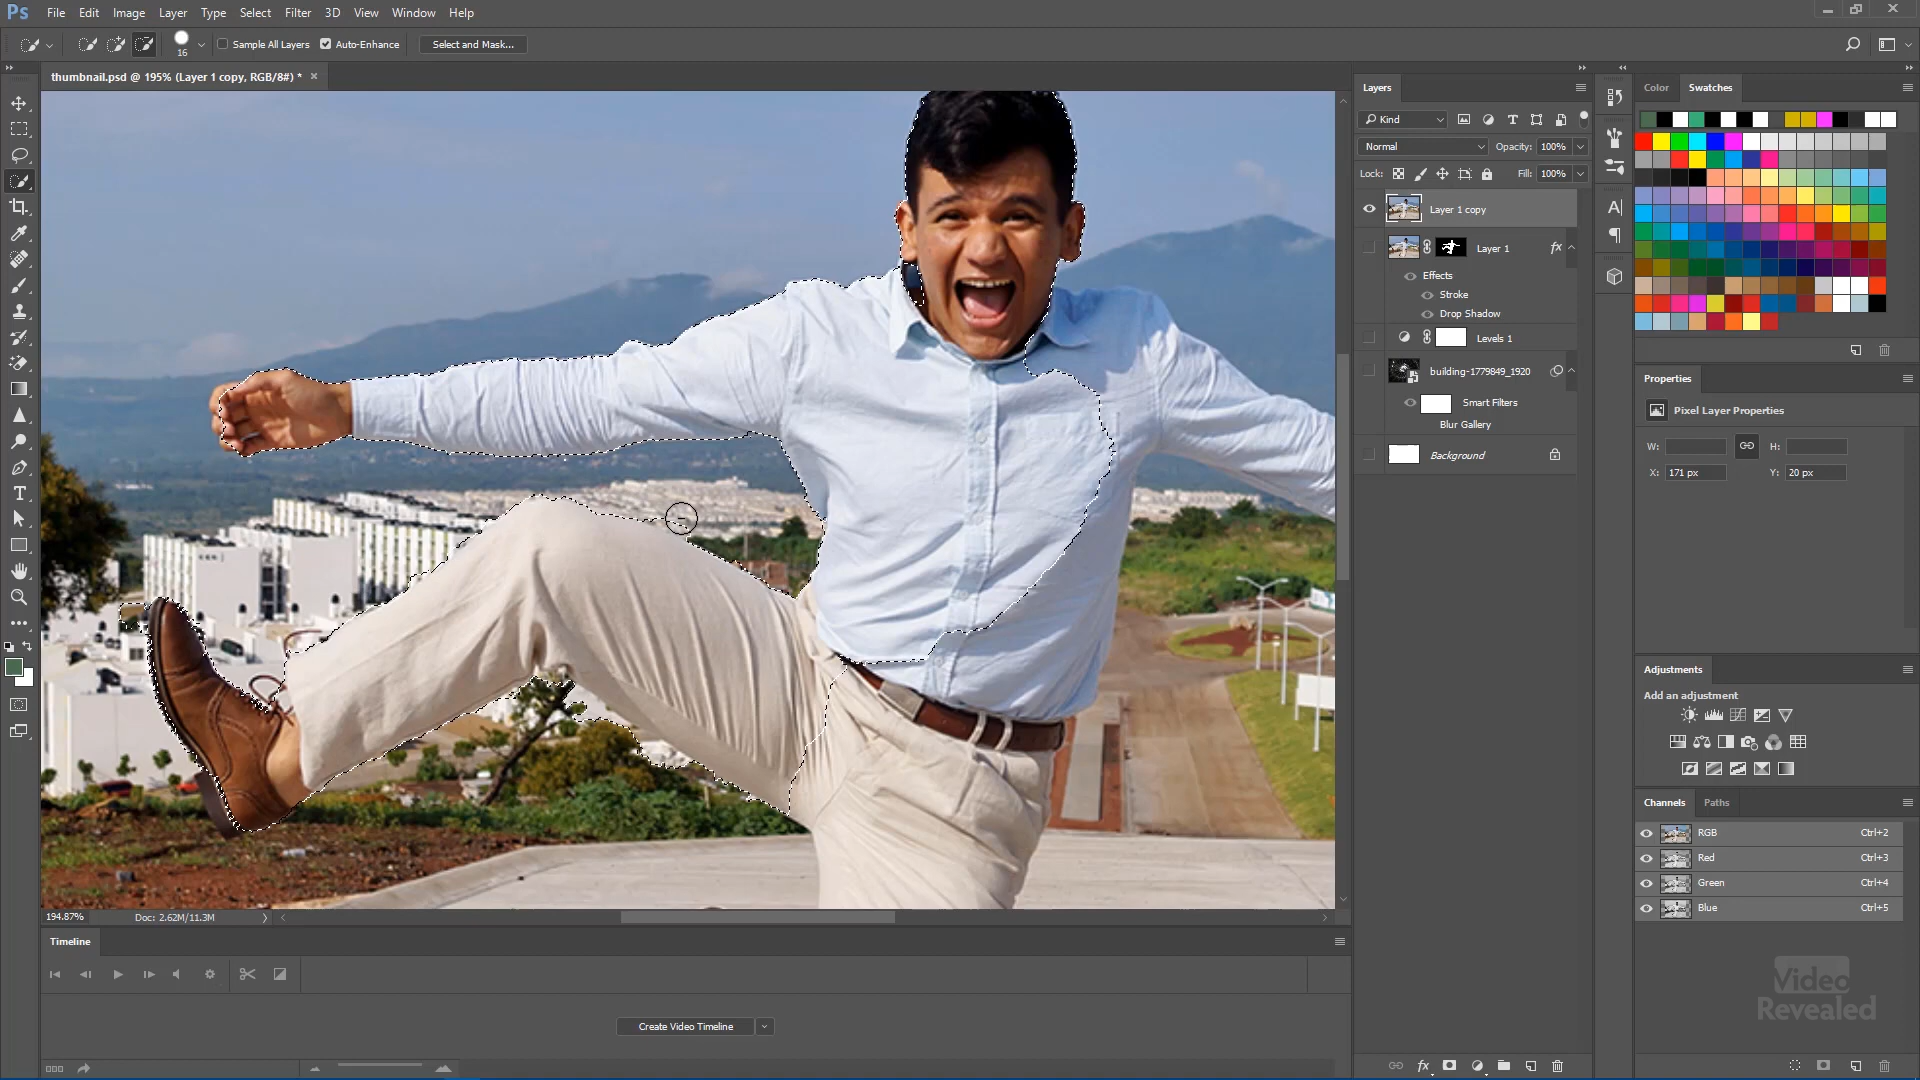 Ps File Edit Image Layer Type Select Filter 3D View Window Help
16 Sample All Layers Auto-Enhance Select and Mask...
thumbnail.psd @ 195% (Layer 1 copy, RGB/8#) * ×
Layers
Kind
Normal Opacity: 100%
Lock: Fill: 100%
Layer 1 copy
Layer 1 fx
Effects
Stroke
Drop Shadow
Levels 1
building-1779849_1920
Smart Filters
Blur Gallery
Background
fx
Color Swatches
Properties
Pixel Layer Properties
W: H:
X: 171 px Y: 20 px
Adjustments
Add an adjustment
Channels Paths
RGB Ctrl+2
Red Ctrl+3
Green Ctrl+4
Blue Ctrl+5
194.87% Doc: 2.62M/11.3M
Timeline
Create Video Timeline
Video
Revealed